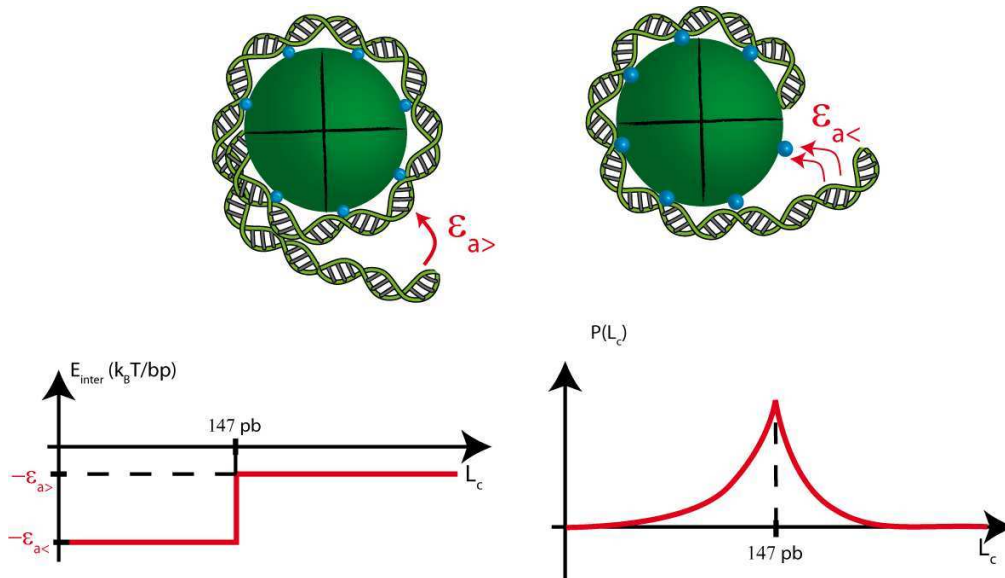 εa>
εa<
Einter (kBT/bp)
147 pb
−εa>
Lc
−εa<
P(Lc)
147 pb
Lc